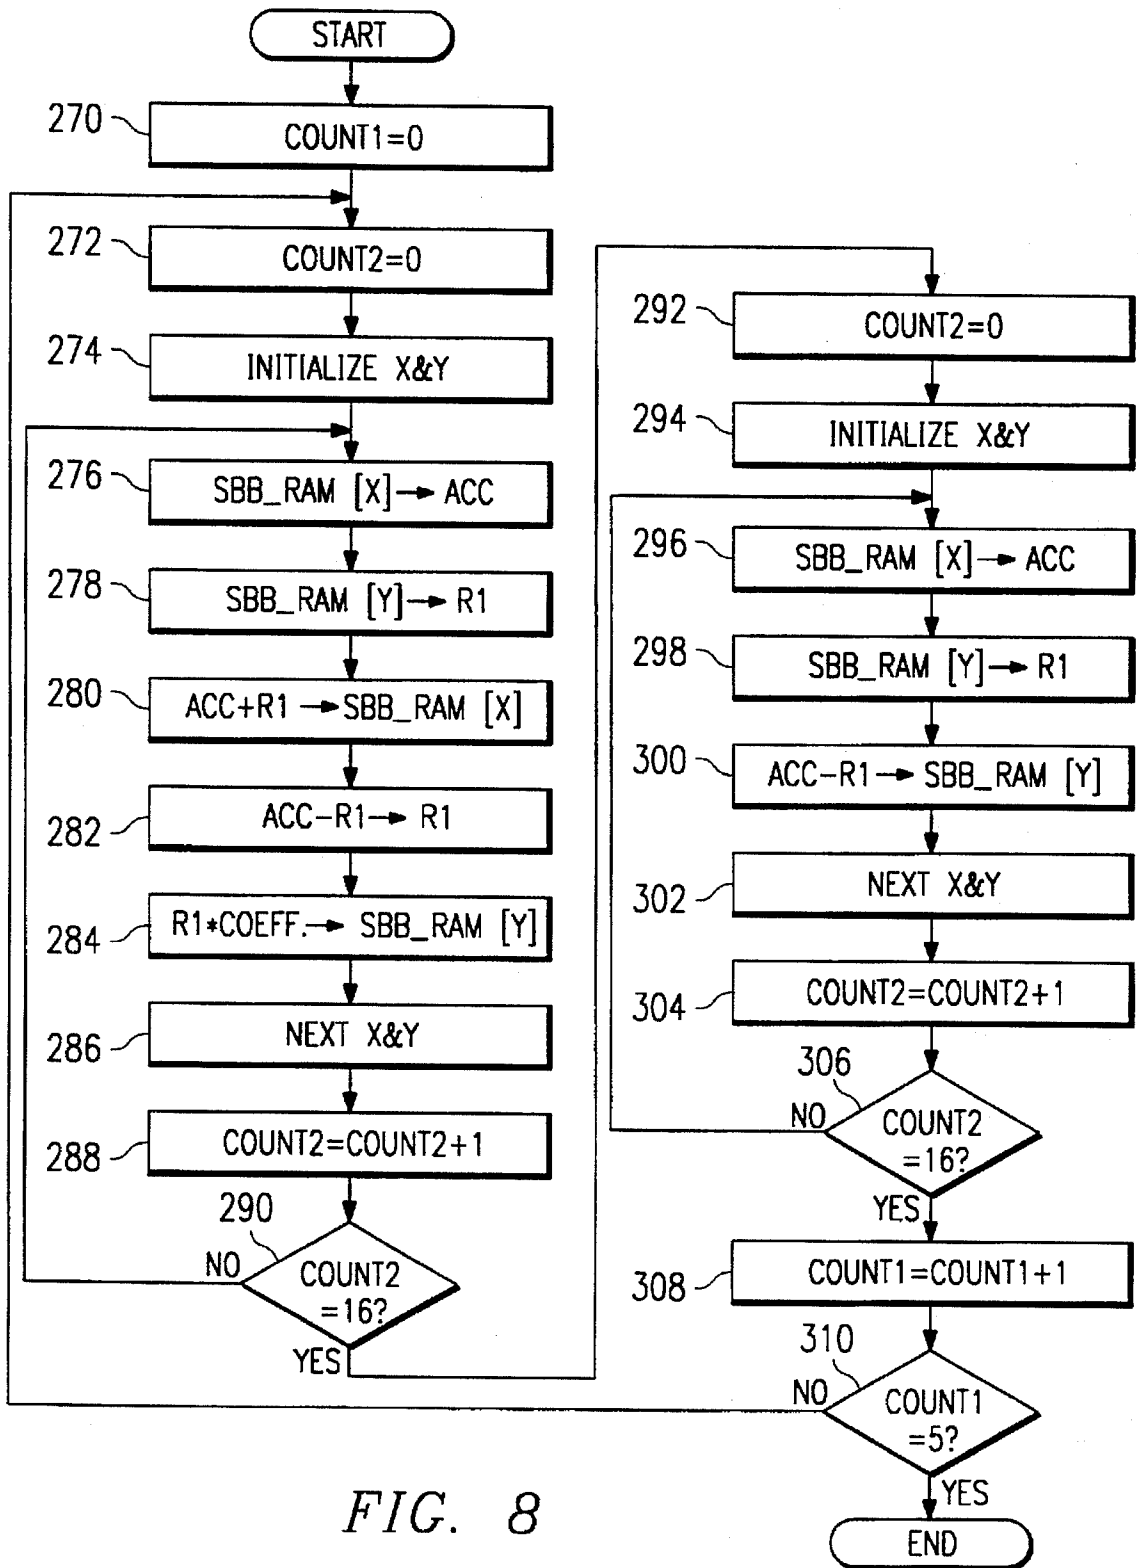 START
270
COUNT1=0
272
COUNT2=0
274
INITIALIZE X&Y
276
SBB_RAM [X]→ ACC
278
SBB_RAM [Y]→ R1
280
ACC+R1 →SBB_RAM [X]
282
ACC−R1→ R1
284
R1*COEFF.→ SBB_RAM [Y]
286
NEXT X&Y
288
COUNT2=COUNT2+1
290
NO
COUNT2
=16?
YES
292
COUNT2=0
294
INITIALIZE X&Y
296
SBB_RAM [X]→ ACC
298
SBB_RAM [Y]→ R1
300
ACC−R1→ SBB_RAM [Y]
302
NEXT X&Y
304
COUNT2=COUNT2+1
306
NO
COUNT2
=16?
YES
308
COUNT1=COUNT1+1
310
NO
COUNT1
=5?
YES
END
FIG. 8